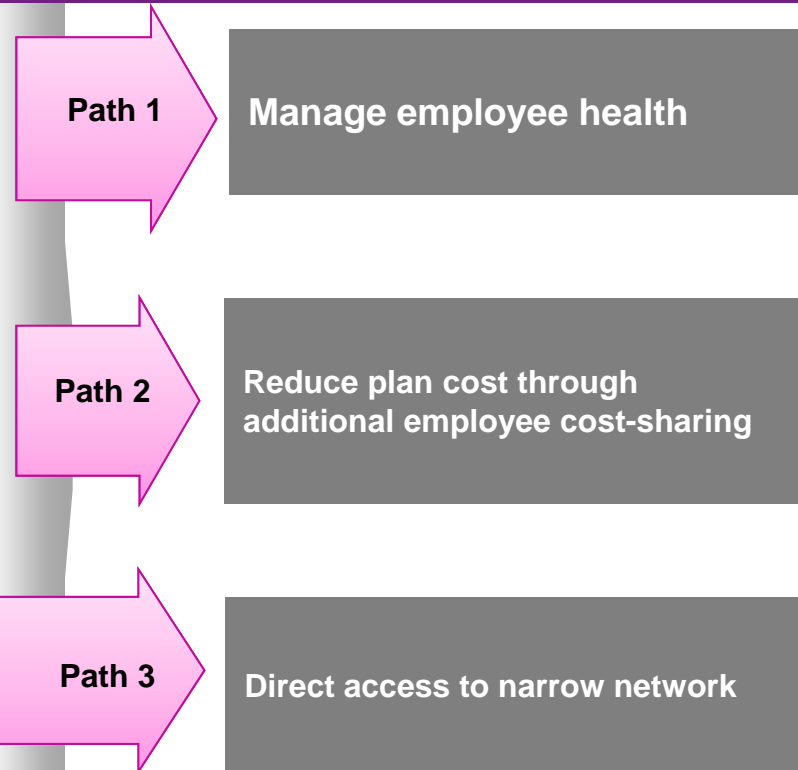 Path 1
Manage employee health
Path 2
Reduce plan cost through
additional employee cost-sharing
Path 3
Direct access to narrow network